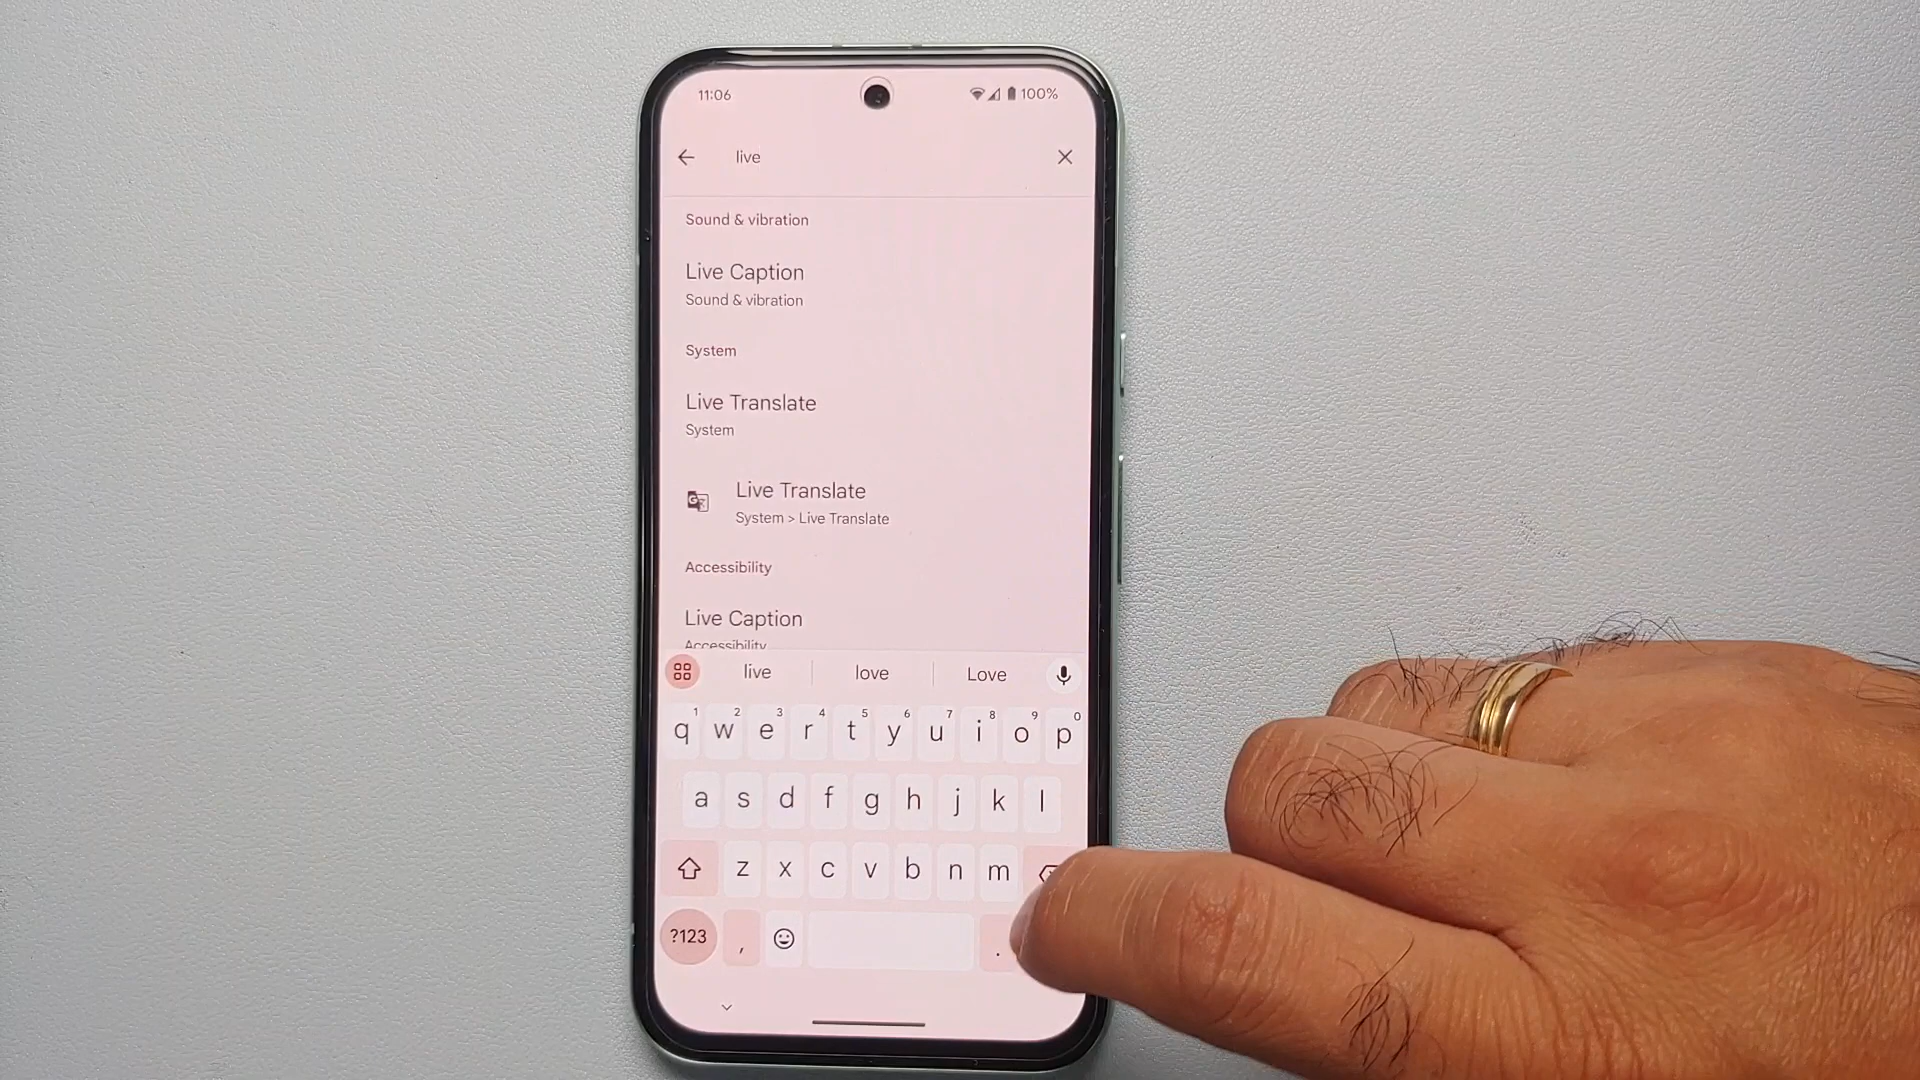 11:06 100%
live
Sound & vibration
Live Caption
Sound & vibration
System
Live Translate
System
Live Translate
System > Live Translate
Accessibility
Live Caption
Accessibility
live love Love
1 2 3 4 5 6 7 8 9 0
q w e r t y u i o p
a s d f g h j k l
z x c v b n m
?123 , .